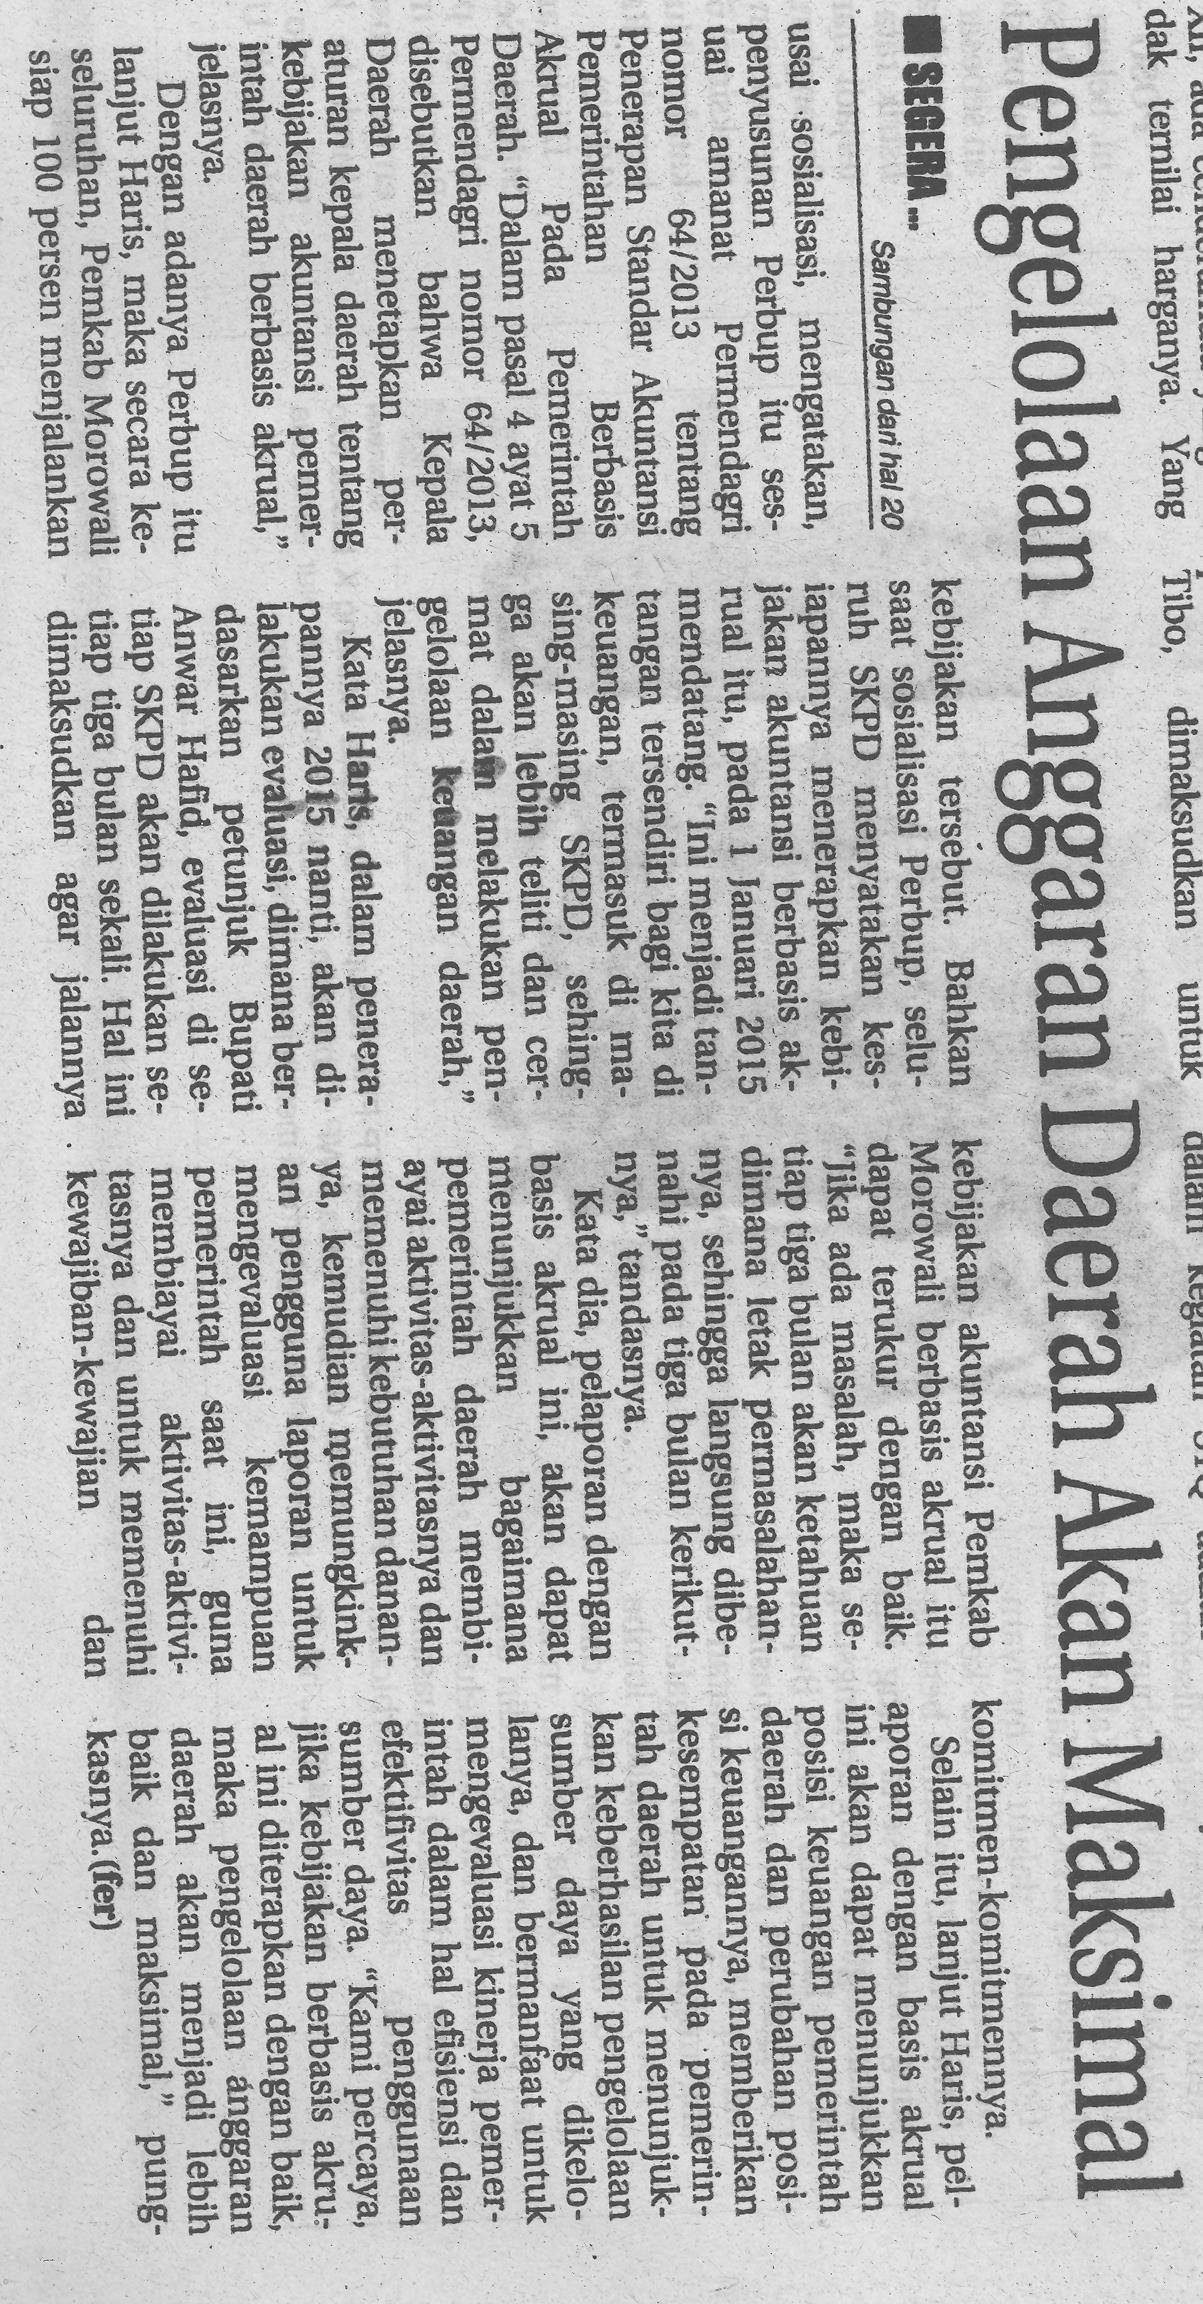 dak ternilai harganya. Yang
Tibo, dimaksudkan untuk
Pengelolaan Anggaran Daerah Akan Maksimal
■ SEGERA ...
Sambungan dari hal 20
usai sosialisasi, mengatakan,
penyusunan Perbup itu ses-
uai amanat Permendagri
nomor 64/2013 tentang
Penerapan Standar Akuntansi
Pemerintahan Berbasis
Akrual Pada Pemerintah
Daerah. “Dalam pasal 4 ayat 5
Permendagri nomor 64/2013,
disebutkan bahwa Kepala
Daerah menetapkan per-
aturan kepala daerah tentang
kebijakan akuntansi pemer-
intah daerah berbasis akrual,”
jelasnya.
Dengan adanya Perbup itu
lanjut Haris, maka secara ke-
seluruhan, Pemkab Morowali
siap 100 persen menjalankan
kebijakan tersebut. Bahkan
saat sosialisasi Perbup, selu-
ruh SKPD menyatakan kes-
iapannya menerapkan kebi-
jakan akuntansi berbasis ak-
rual itu, pada 1 Januari 2015
mendatang. “Ini menjadi tan-
tangan tersendiri bagi kita di
keuangan, termasuk di ma-
sing-masing SKPD, sehing-
ga akan lebih teliti dan cer-
mat dalam melakukan pen-
gelolaan keuangan daerah,”
jelasnya.
Kata Haris, dalam penera-
pannya 2015 nanti, akan di-
lakukan evaluasi, dimana ber-
dasarkan petunjuk Bupati
Anwar Hafid, evaluasi di se-
tiap SKPD akan dilakukan se-
tiap tiga bulan sekali. Hal ini
dimaksudkan agar jalannya
kebijakan akuntansi Pemkab
Morowali berbasis akrual itu
dapat terukur dengan baik.
“Jika ada masalah, maka se-
tiap tiga bulan akan ketahuan
dimana letak permasalahan-
nya, sehingga langsung dibe-
nahi pada tiga bulan kerikut-
nya,” tandasnya.
Kata dia, pelaporan dengan
basis akrual ini, akan dapat
menunjukkan bagaimana
pemerintah daerah membi-
ayai aktivitas-aktivitasnya dan
memenuhi kebutuhan danan-
ya, kemudian memungkink-
an pengguna laporan untuk
mengevaluasi kemampuan
pemerintah saat ini, guna
membiayai aktivitas-aktivi-
tasnya dan untuk memenuhi
kewajiban-kewajian dan
komitmen-komitmennya.
Selain itu, lanjut Haris, pel-
aporan dengan basis akrual
ini akan dapat menunjukkan
posisi keuangan pemerintah
daerah dan perubahan posi-
si keuangannya, memberikan
kesempatan pada pemerin-
tah daerah untuk menunjuk-
kan keberhasilan pengelolaan
sumber daya yang dikelo-
lanya, dan bermanfaat untuk
mengevaluasi kinerja pemer-
intah dalam hal efisiensi dan
efektifivitas penggunaan
sumber daya. “Kami percaya,
jika kebijakan berbasis akru-
al ini diterapkan dengan baik,
maka pengelolaan anggaran
daerah akan menjadi lebih
baik dan maksimal,” pung-
kasnya.(fer)